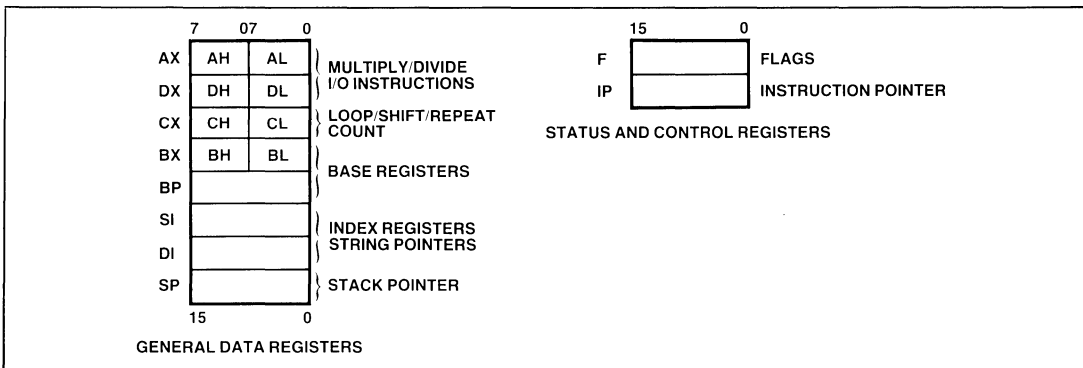 7 07 0
AX AH AL MULTIPLY/DIVIDE
DX DH DL I/O INSTRUCTIONS
CX CH CL LOOP/SHIFT/REPEAT
COUNT
BX BH BL BASE REGISTERS
BP
SI INDEX REGISTERS
DI STRING POINTERS
SP STACK POINTER
15 0
GENERAL DATA REGISTERS
15 0
F FLAGS
IP INSTRUCTION POINTER
STATUS AND CONTROL REGISTERS